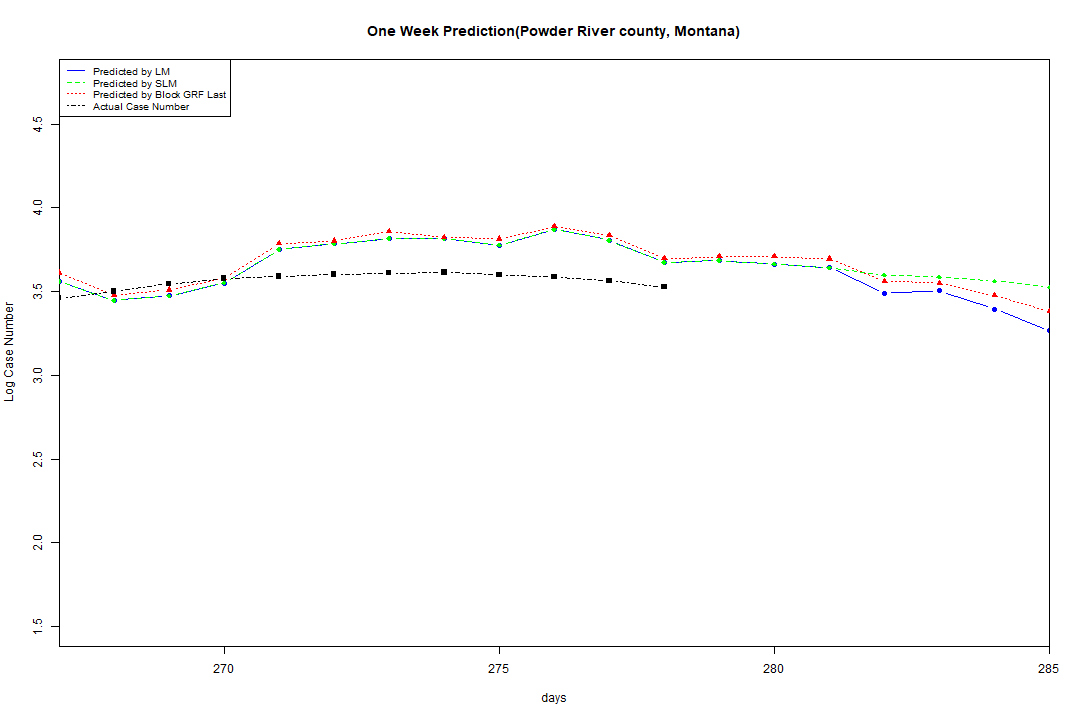 One Week Prediction(Powder River county, Montana)
Predicted by LM
Predicted by SLM
Predicted by Block GRF Last
Actual Case Number
4.5
4.0
3.5
3.0
2.5
2.0
1.5
Log Case Number
270
275
280
285
days